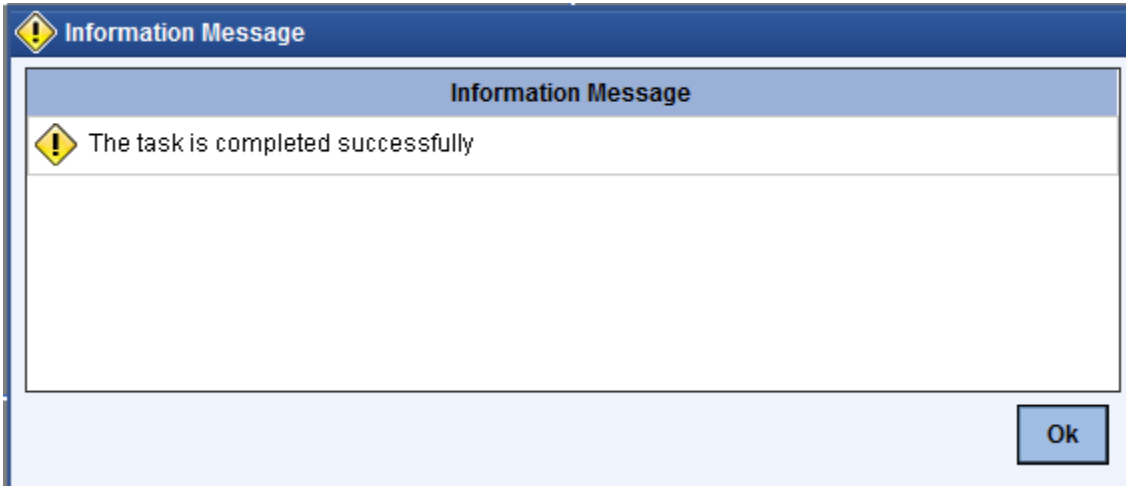 Information Message
Information Message
The task is completed successfully
Ok